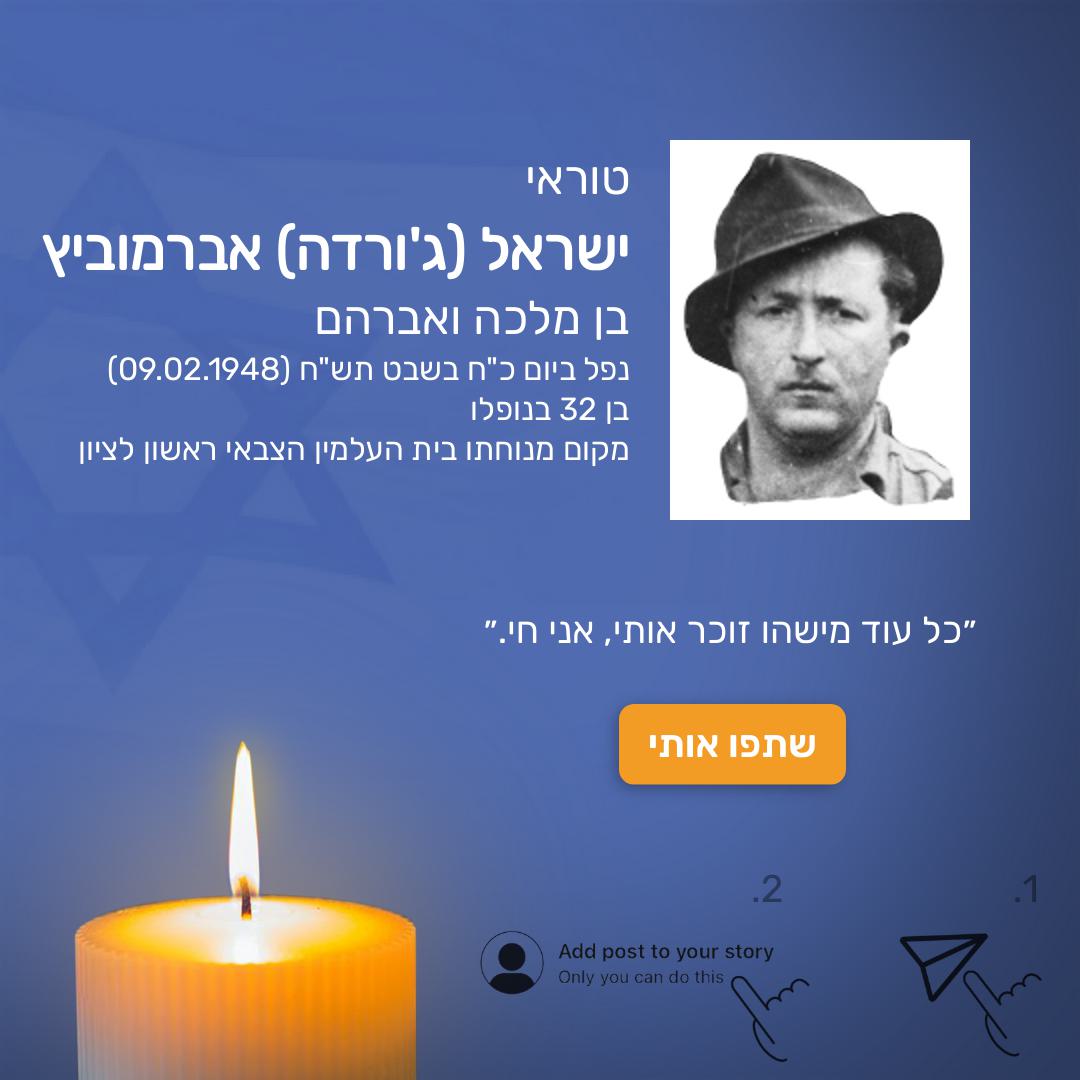 טוראי
ישראל (ג'ורדה) אברמוביץ
בן מלכה ואברהם
נפל ביום כ"ח בשבט תש"ח (09.02.1948)
בן 32 בנופלו
מקום מנוחתו בית העלמין הצבאי ראשון לציון
״כל עוד מישהו זוכר אותי, אני חי.״
שתפו אותי
.1
.2
Add post to your story
Only you can do this